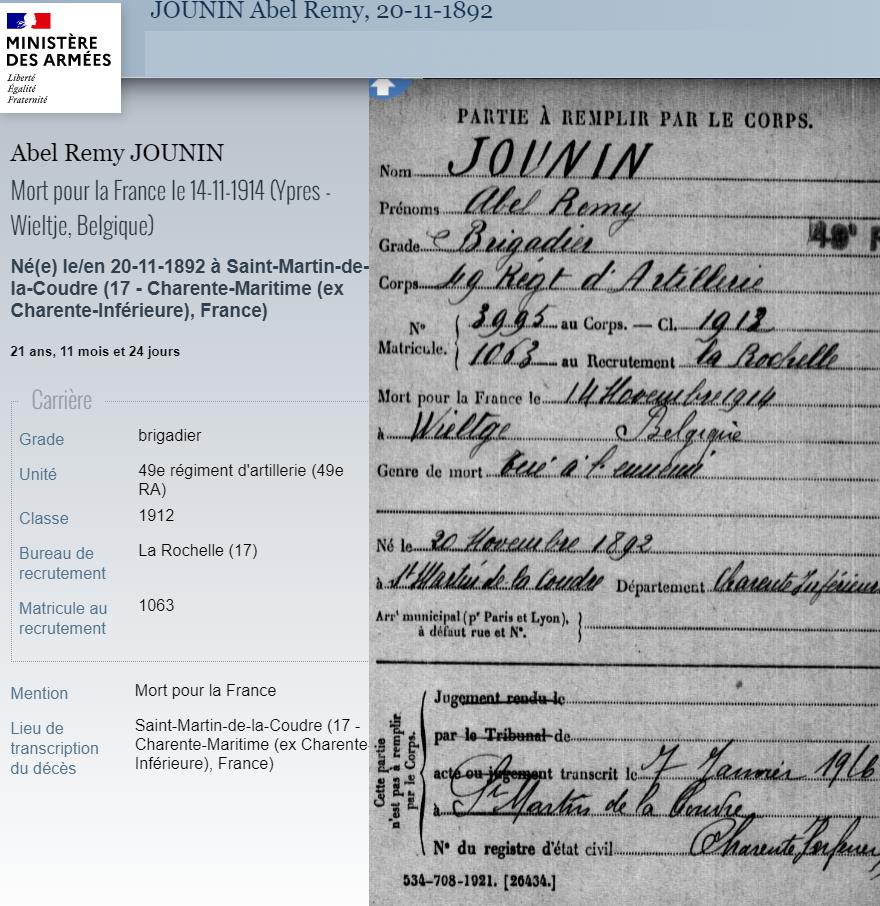 JOUNIN Abel Remy, 20-11-1892
MINISTÈRE
DES ARMÉES
Liberté
Égalité
Fraternité
Abel Remy JOUNIN
Mort pour la France le 14-11-1914 (Ypres -
Wieltje, Belgique)
Né(e) le/en 20-11-1892 à Saint-Martin-de-
la-Coudre (17 - Charente-Maritime (ex
Charente-Inférieure), France)
21 ans, 11 mois et 24 jours
Carrière
Grade brigadier
Unité 49e régiment d'artillerie (49e
RA)
Classe 1912
Bureau de
recrutement La Rochelle (17)
Matricule au
recrutement 1063
Mention Mort pour la France
Lieu de
transcription
du décès Saint-Martin-de-la-Coudre (17 -
Charente-Maritime (ex Charente
Inférieure), France)
PARTIE À REMPLIR PAR LE CORPS.
Nom JOUNIN
Prénoms Abel Remy
Grade Brigadier
49e R
Corps 49 Régt d'Artillerie
N° Matricule. 3995 au Corps. — Cl. 1912
1063 au Recrutement la Rochelle
Mort pour la France le 14 Novembre 1914
à Wieltge Belgique
Genre de mort tué à l'ennemi
Né le 20 Novembre 1892
à St Martin de la Coudre Département Charente Inférieure
Arrt municipal (pr Paris et Lyon),
à défaut rue et N°.
Cette partie
n'est pas à remplir
par le Corps.
Jugement rendu le
par le Tribunal de
acte ou jugement transcrit le 7 Janvier 1916
à St Martin de la Coudre
N° du registre d'état civil Charente Inférieure
534-708-1921. [26434.]